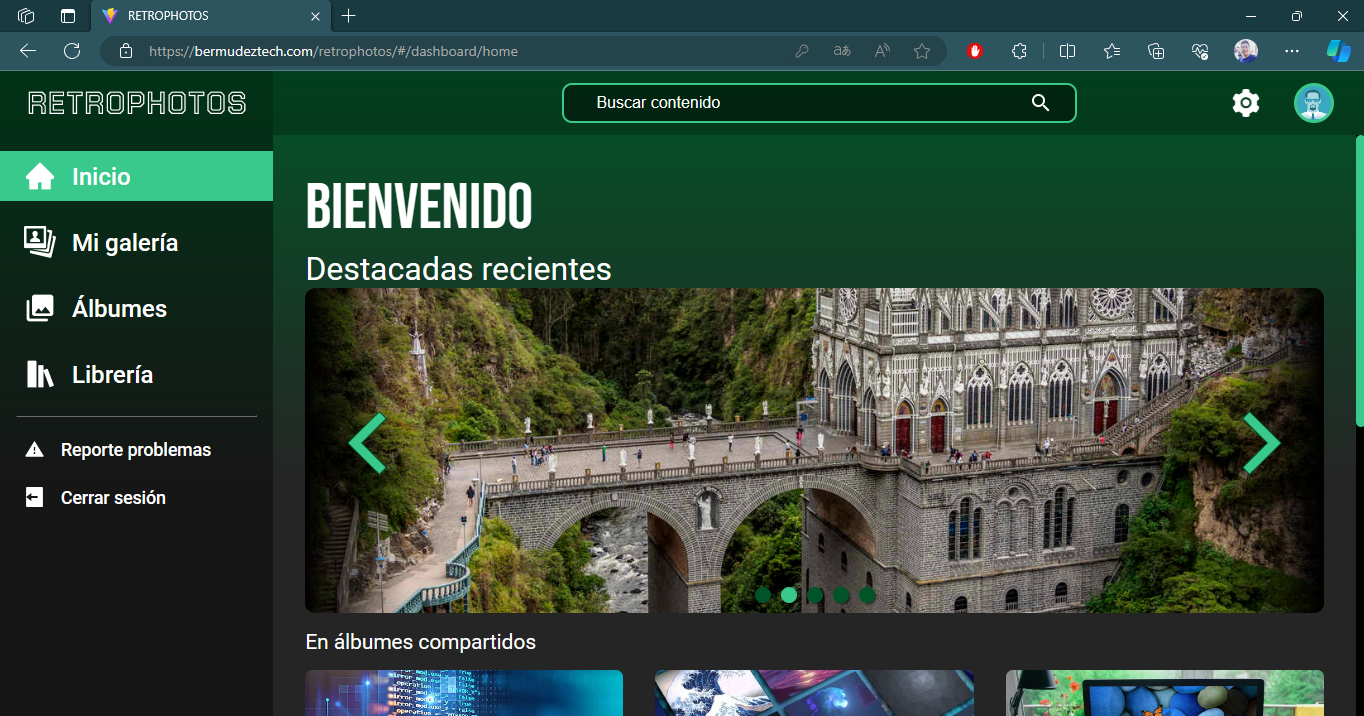 RETROPHOTOS
https://bermudeztech.com/retrophotos/#/dashboard/home
RETROPHOTOS
Buscar contenido
Inicio
Mi galería
Álbumes
Librería
Reporte problemas
Cerrar sesión
BIENVENIDO
Destacadas recientes
En álbumes compartidos